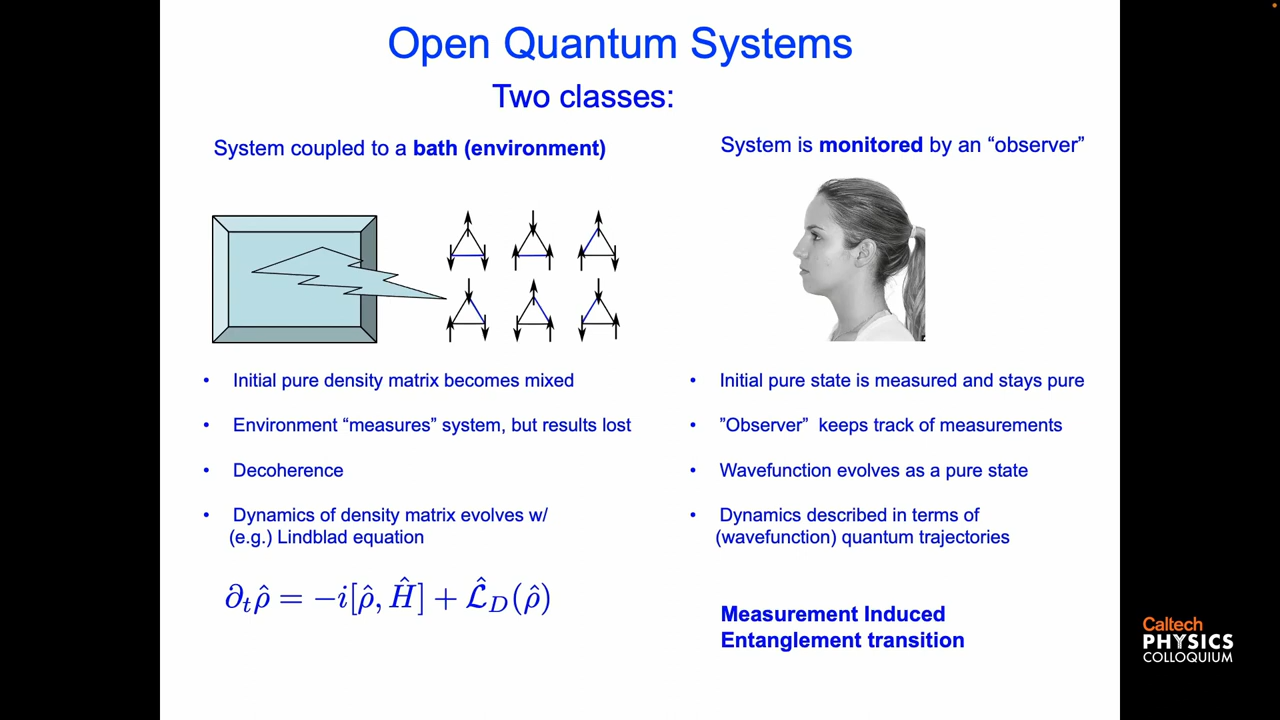 Open Quantum Systems
Two classes:
System coupled to a bath (environment)
• Initial pure density matrix becomes mixed
• Environment “measures” system, but results lost
• Decoherence
• Dynamics of density matrix evolves w/
(e.g.) Lindblad equation
∂ₜρ̂ = −i[ρ̂, Ĥ] + ℒ̂_D(ρ̂)
System is monitored by an “observer”
• Initial pure state is measured and stays pure
• ”Observer” keeps track of measurements
• Wavefunction evolves as a pure state
• Dynamics described in terms of
(wavefunction) quantum trajectories
Measurement Induced
Entanglement transition
Caltech
PHYSICS
COLLOQUIUM